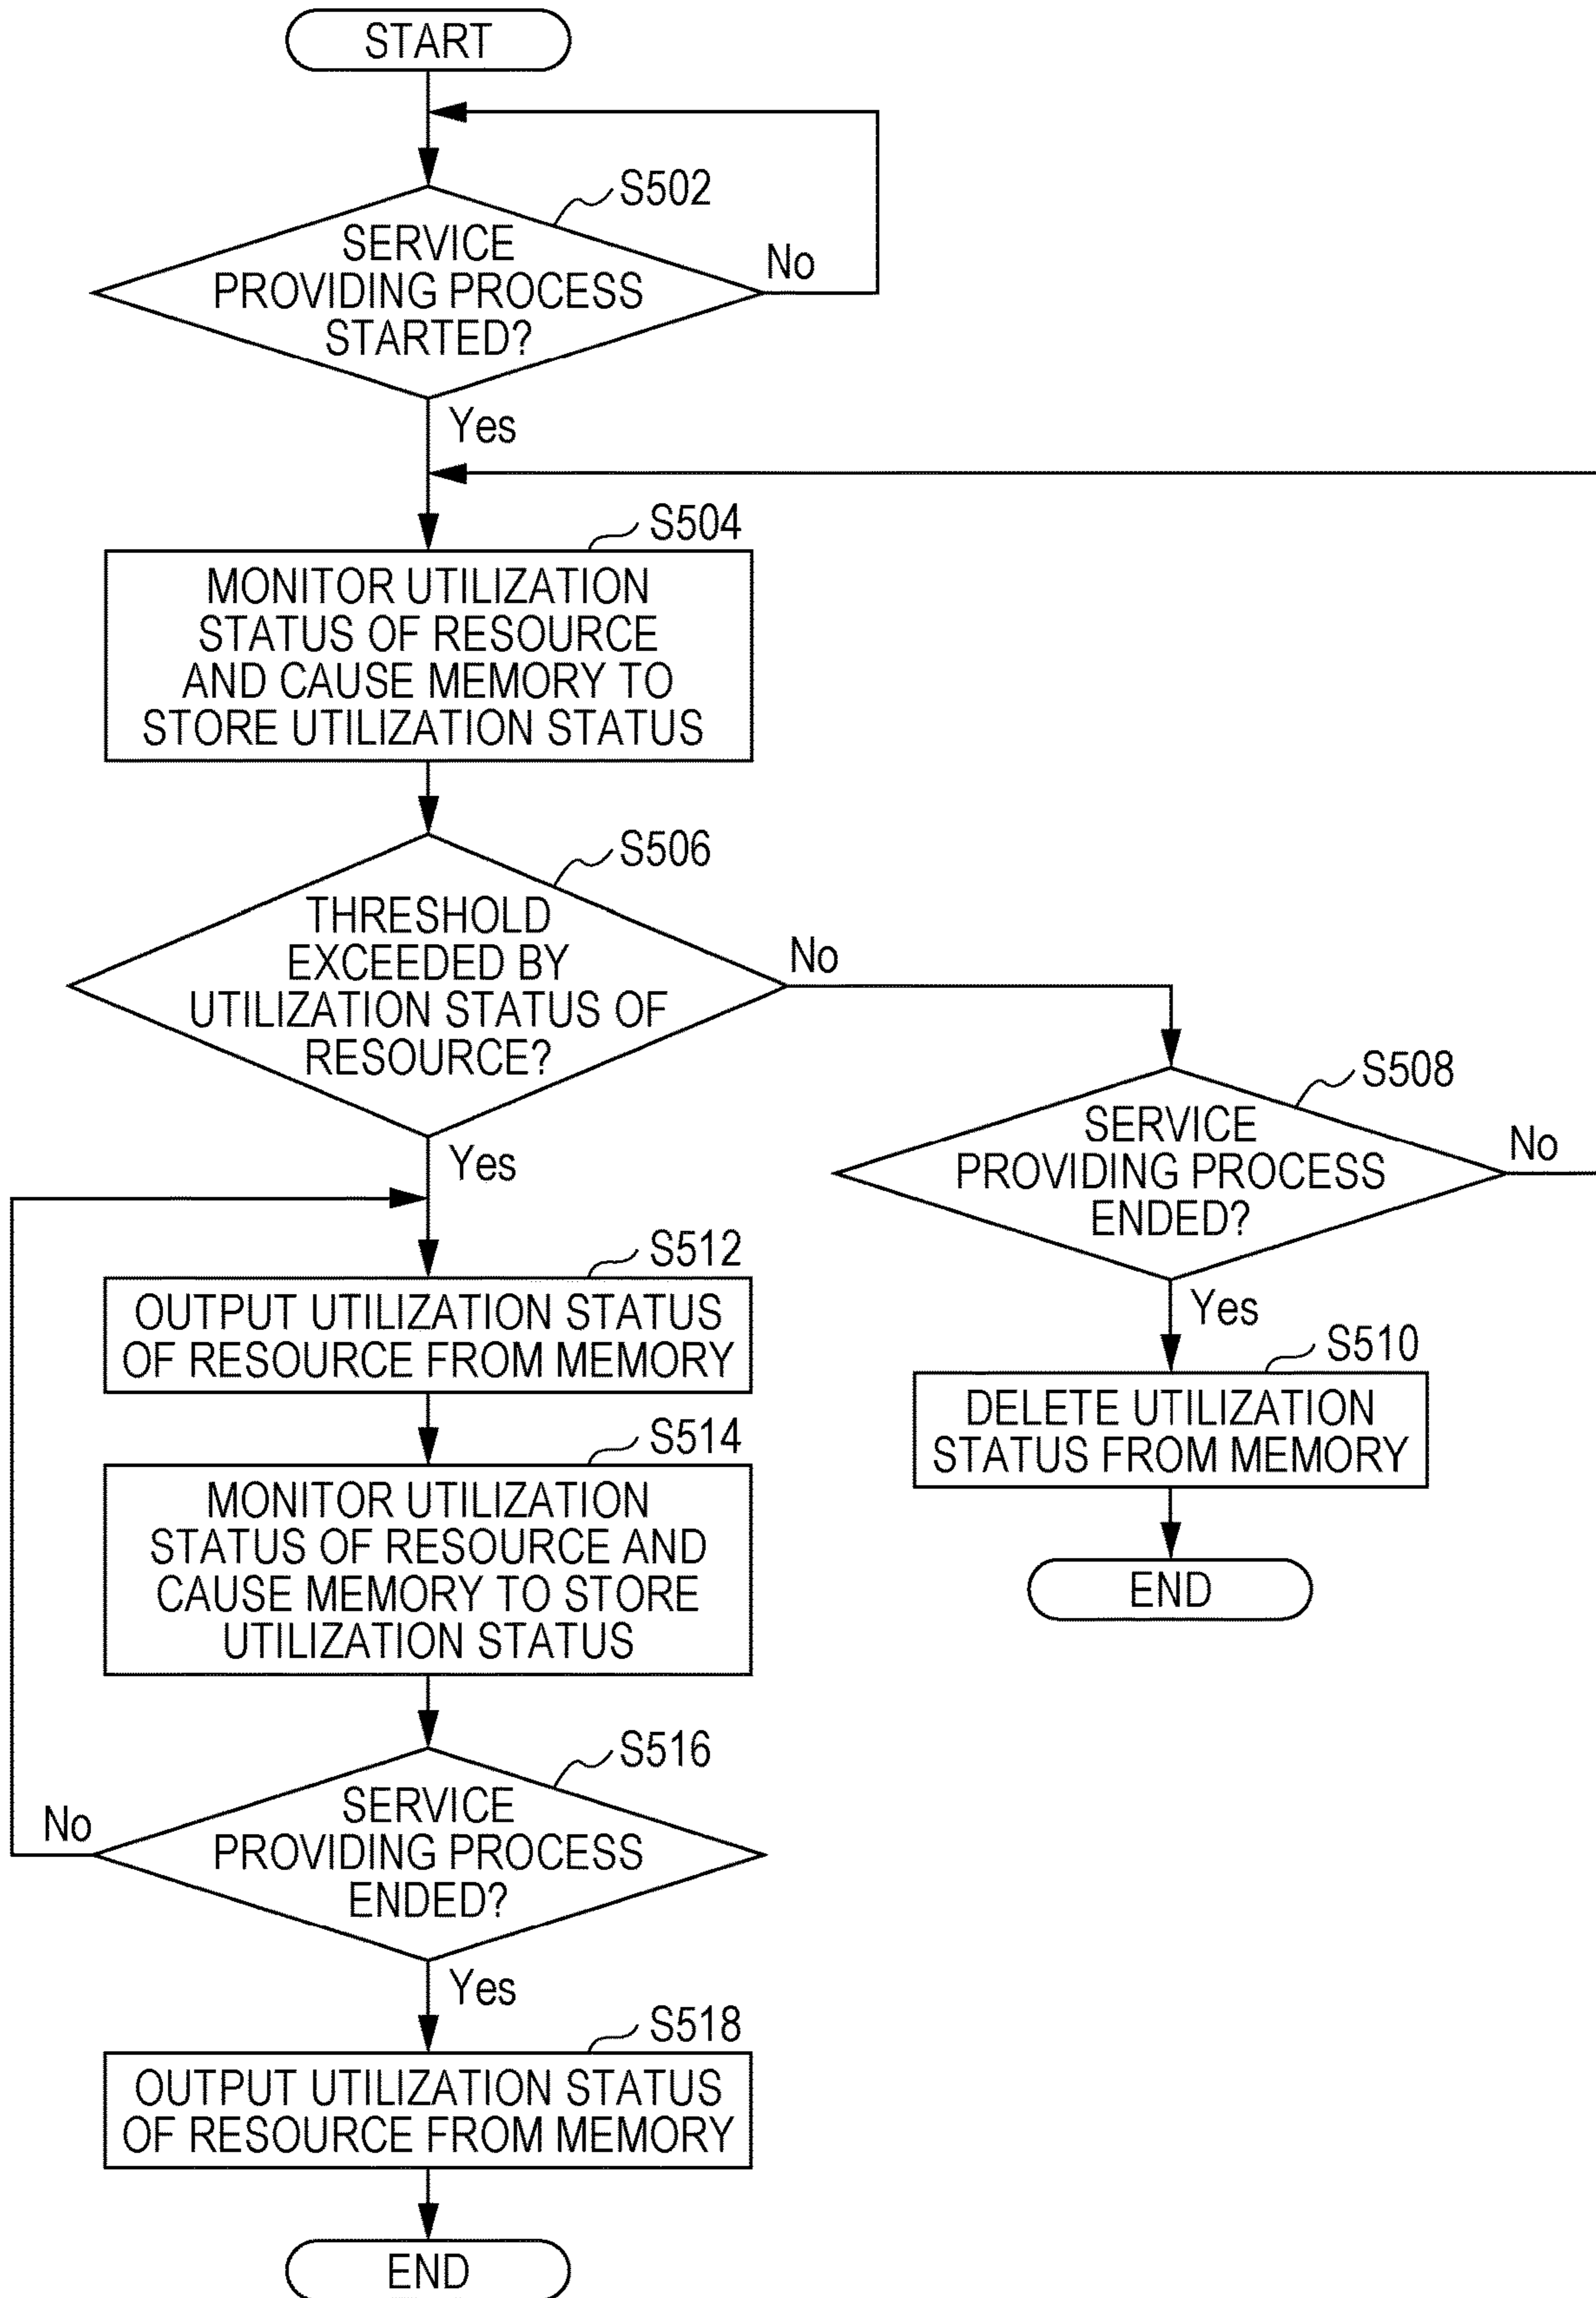 START
S502
SERVICE
PROVIDING PROCESS
STARTED?
No
Yes
S504
MONITOR UTILIZATION
STATUS OF RESOURCE
AND CAUSE MEMORY TO
STORE UTILIZATION STATUS
S506
THRESHOLD
EXCEEDED BY
UTILIZATION STATUS OF
RESOURCE?
No
Yes
S508
SERVICE
PROVIDING PROCESS
ENDED?
No
Yes
S510
DELETE UTILIZATION
STATUS FROM MEMORY
END
S512
OUTPUT UTILIZATION STATUS
OF RESOURCE FROM MEMORY
S514
MONITOR UTILIZATION
STATUS OF RESOURCE AND
CAUSE MEMORY TO STORE
UTILIZATION STATUS
S516
SERVICE
PROVIDING PROCESS
ENDED?
No
Yes
S518
OUTPUT UTILIZATION STATUS
OF RESOURCE FROM MEMORY
END